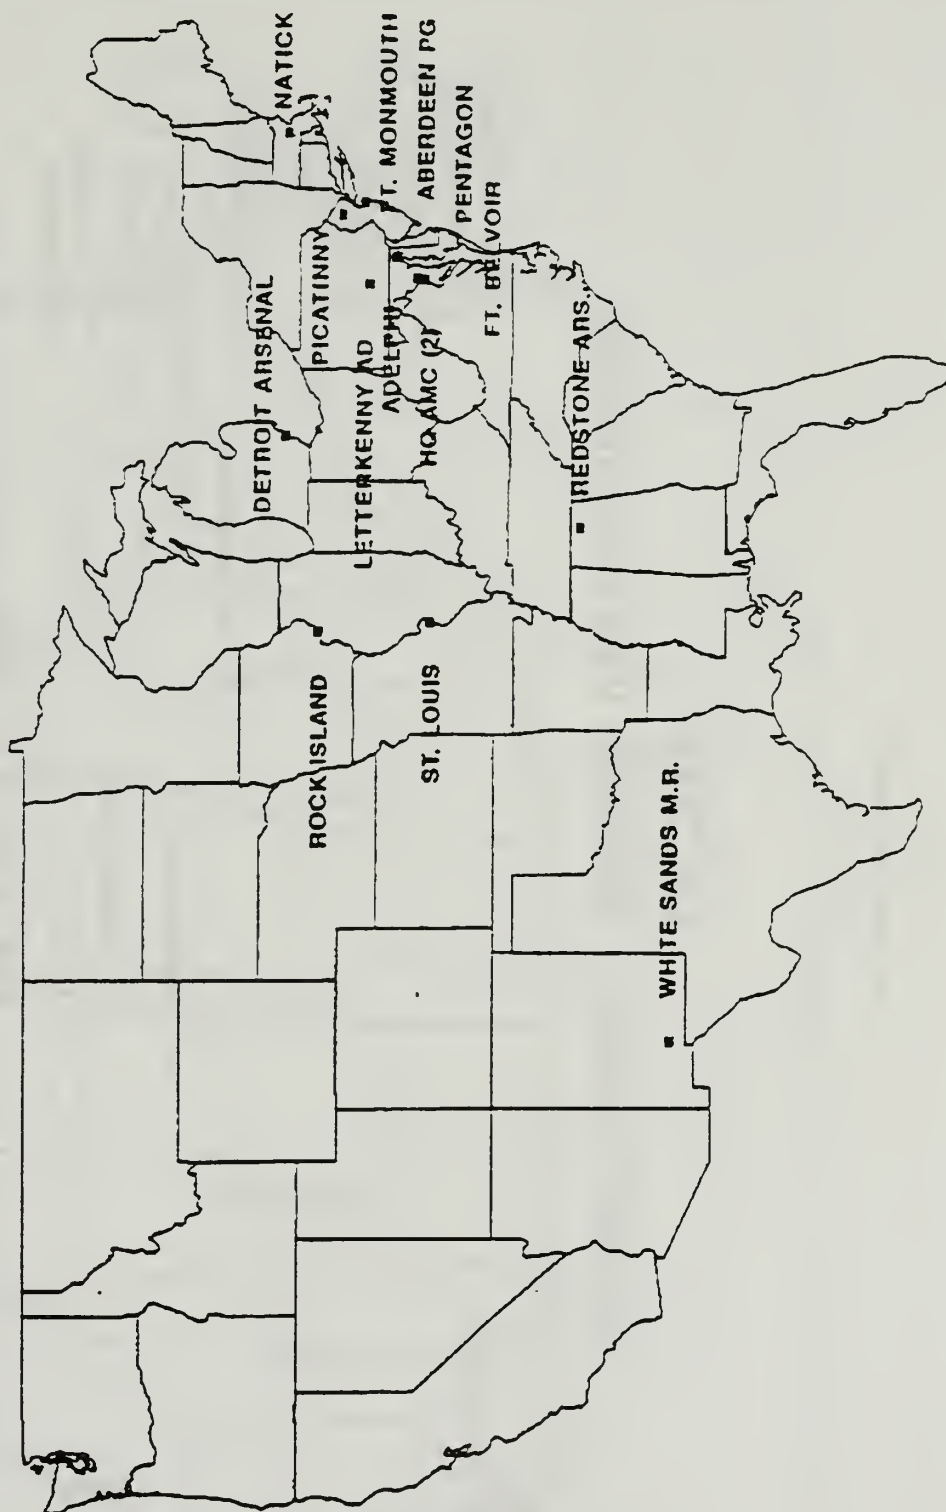 NATICK
FT. MONMOUTH
ABERDEEN PG
PENTAGON
FT. BELVOIR
DETROIT ARSENAL
PICATINNY
LETTERKENNY AD
ADELPHI
HQ AMC (2)
REDSTONE ARS.
ROCK ISLAND
ST. LOUIS
WHITE SANDS M.R.